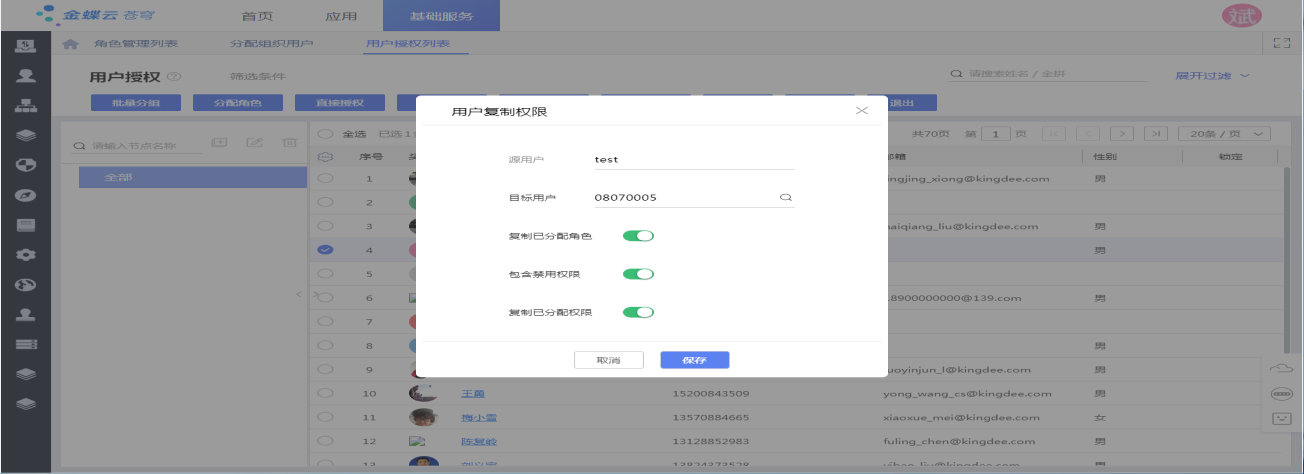 金蝶云 苍穹 首页 应用 基础服务 斌
角色管理列表 分配组织用户 用户授权列表
用户授权 筛选条件 请搜索姓名 / 全拼 展开过滤
批量分组 分配角色 直接授权 退出
用户复制权限
请输入节点名称 全选 已选1 共70页 第 1 页 20条 / 页
序号 邮箱 性别 锁定
全部
源用户 test
目标用户 08070005
复制已分配角色
包含禁用权限
复制已分配权限
取消 保存
1 ingjing_xiong@kingdee.com 男
2
3 naiqiang_liu@kingdee.com 男
4 男
5
6 18900000000@139.com 男
7
8 男
9 uoyinjun_l@kingdee.com 男
10 15200843509 yong_wang_cs@kingdee.com 男
11 梅小雪 13570884665 xiaoxue_mei@kingdee.com 女
12 陈复龄 13128852983 fuling_chen@kingdee.com 男
13 13824373528 yibao_liu@kingdee.com 男